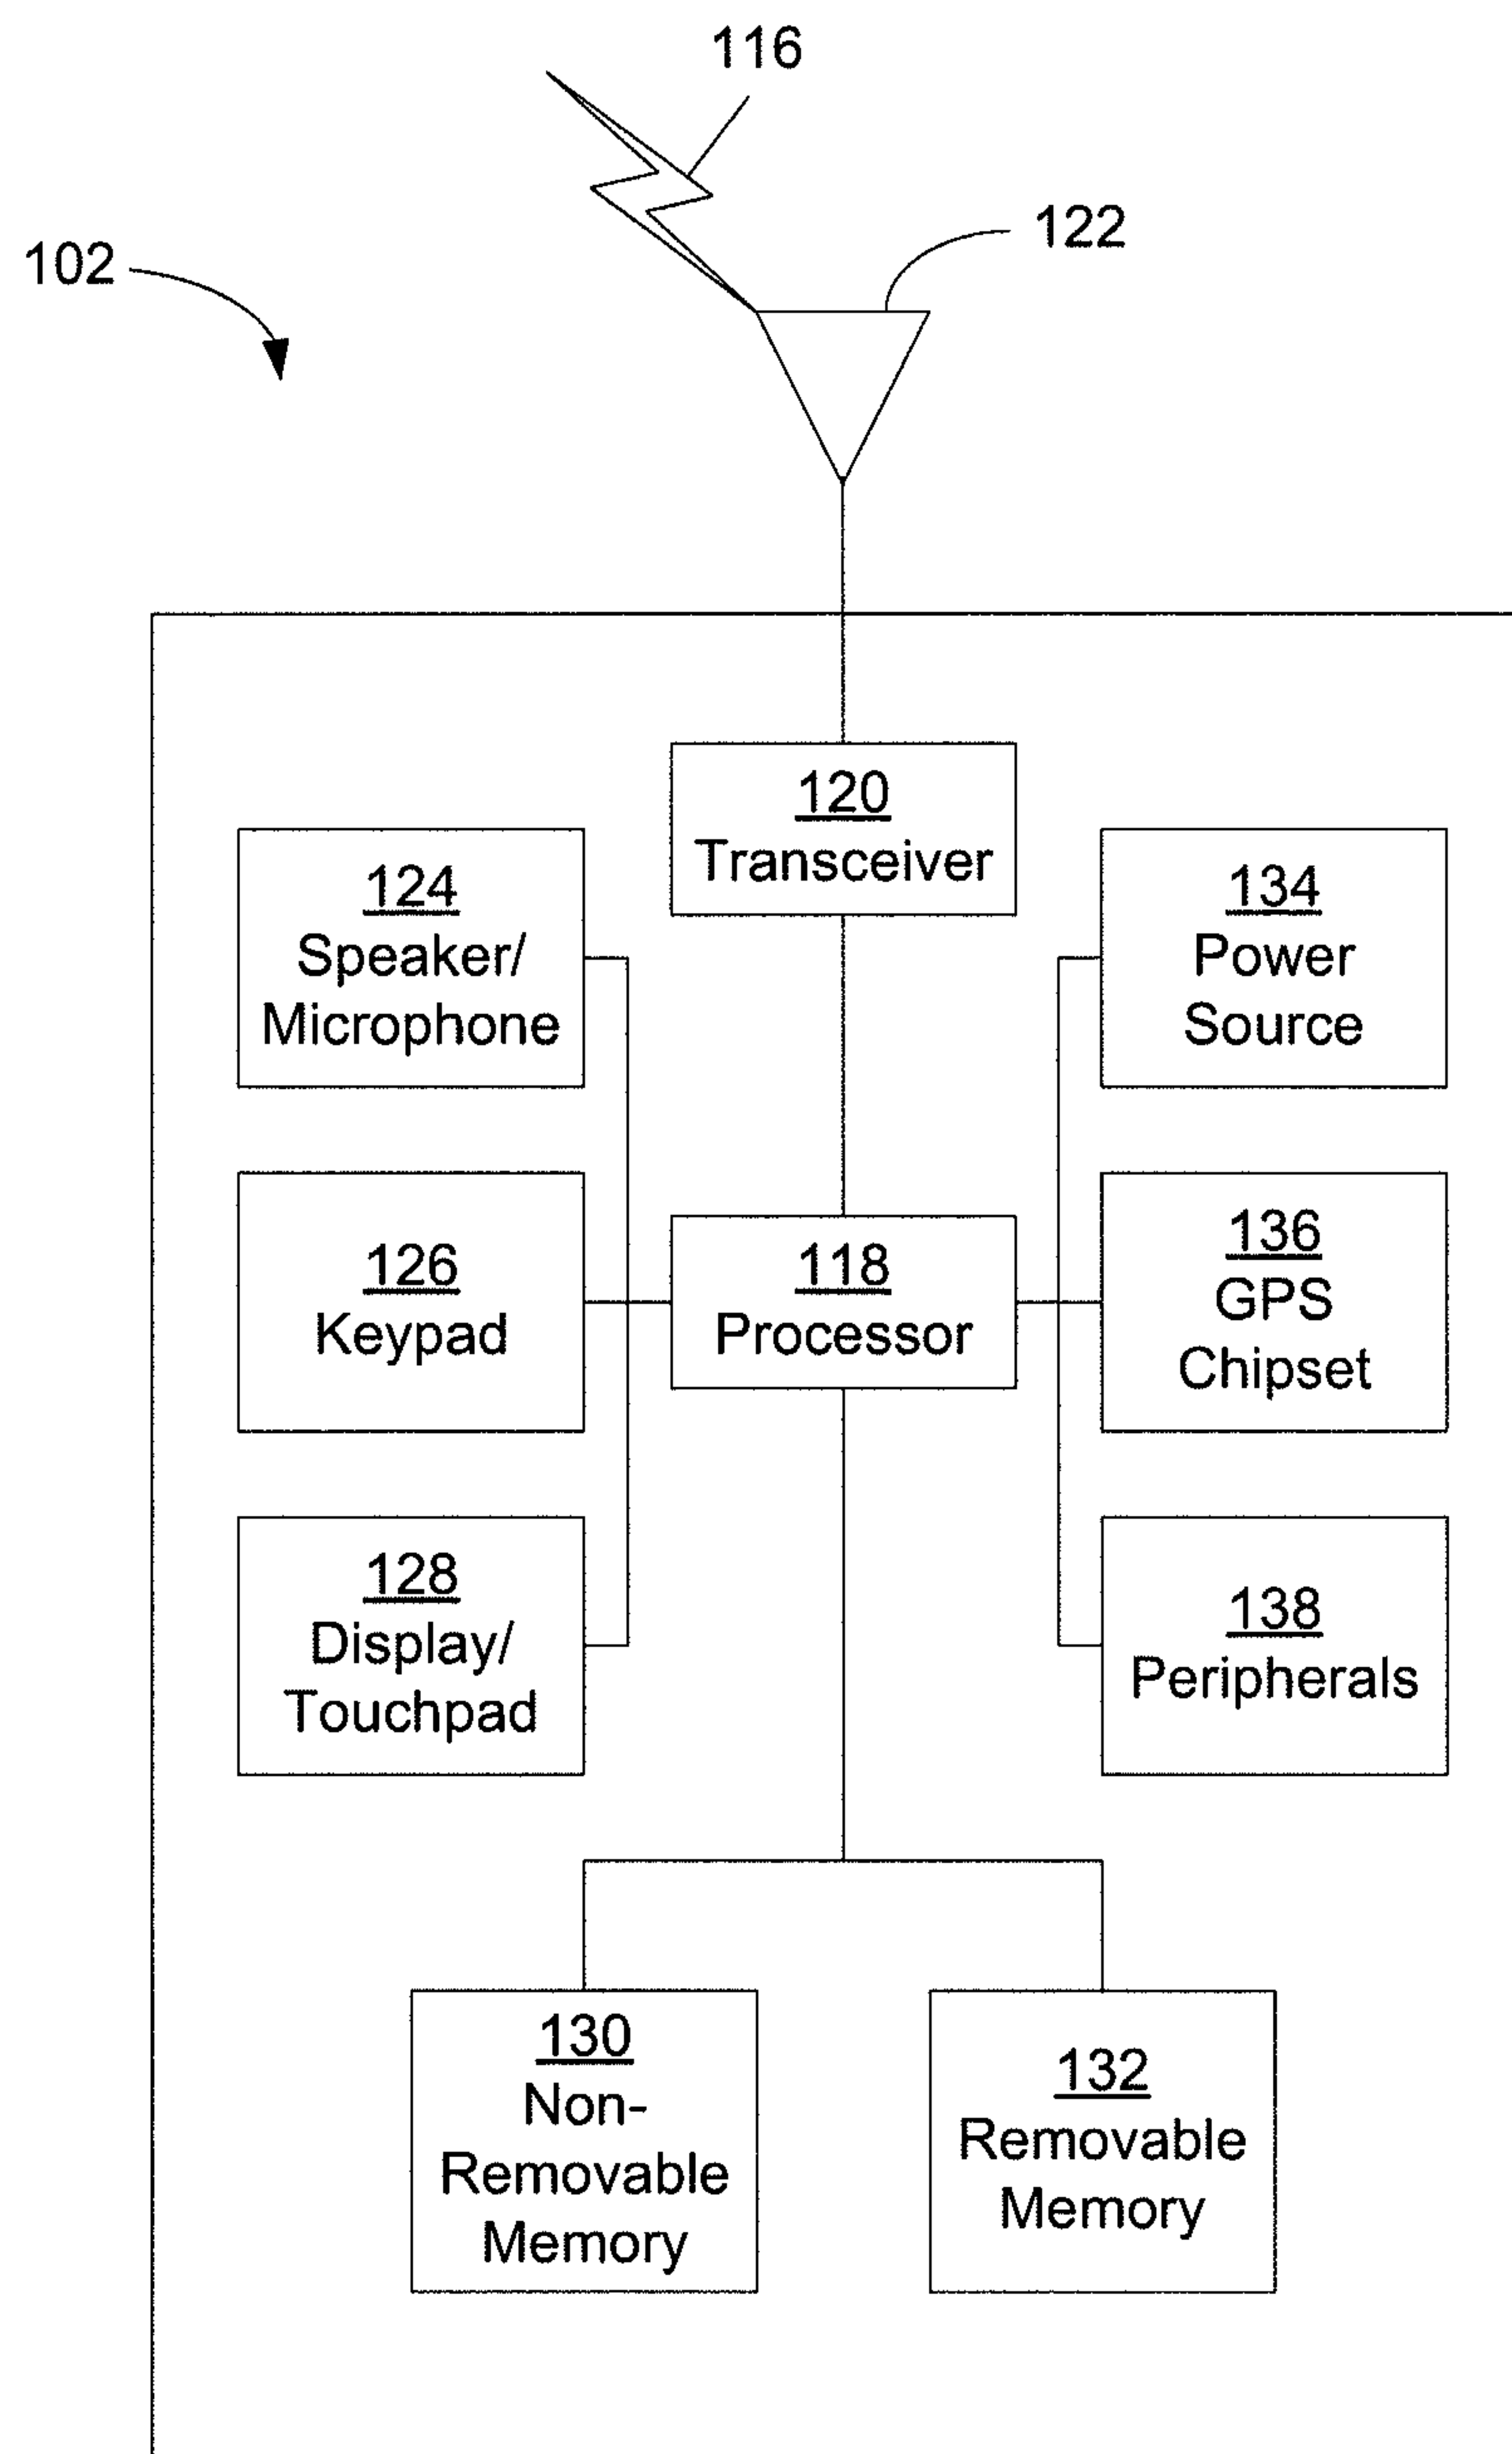 116
122
102
120
Transceiver
124
Speaker/
Microphone
134
Power
Source
126
Keypad
118
Processor
136
GPS
Chipset
128
Display/
Touchpad
138
Peripherals
130
Non-
Removable
Memory
132
Removable
Memory